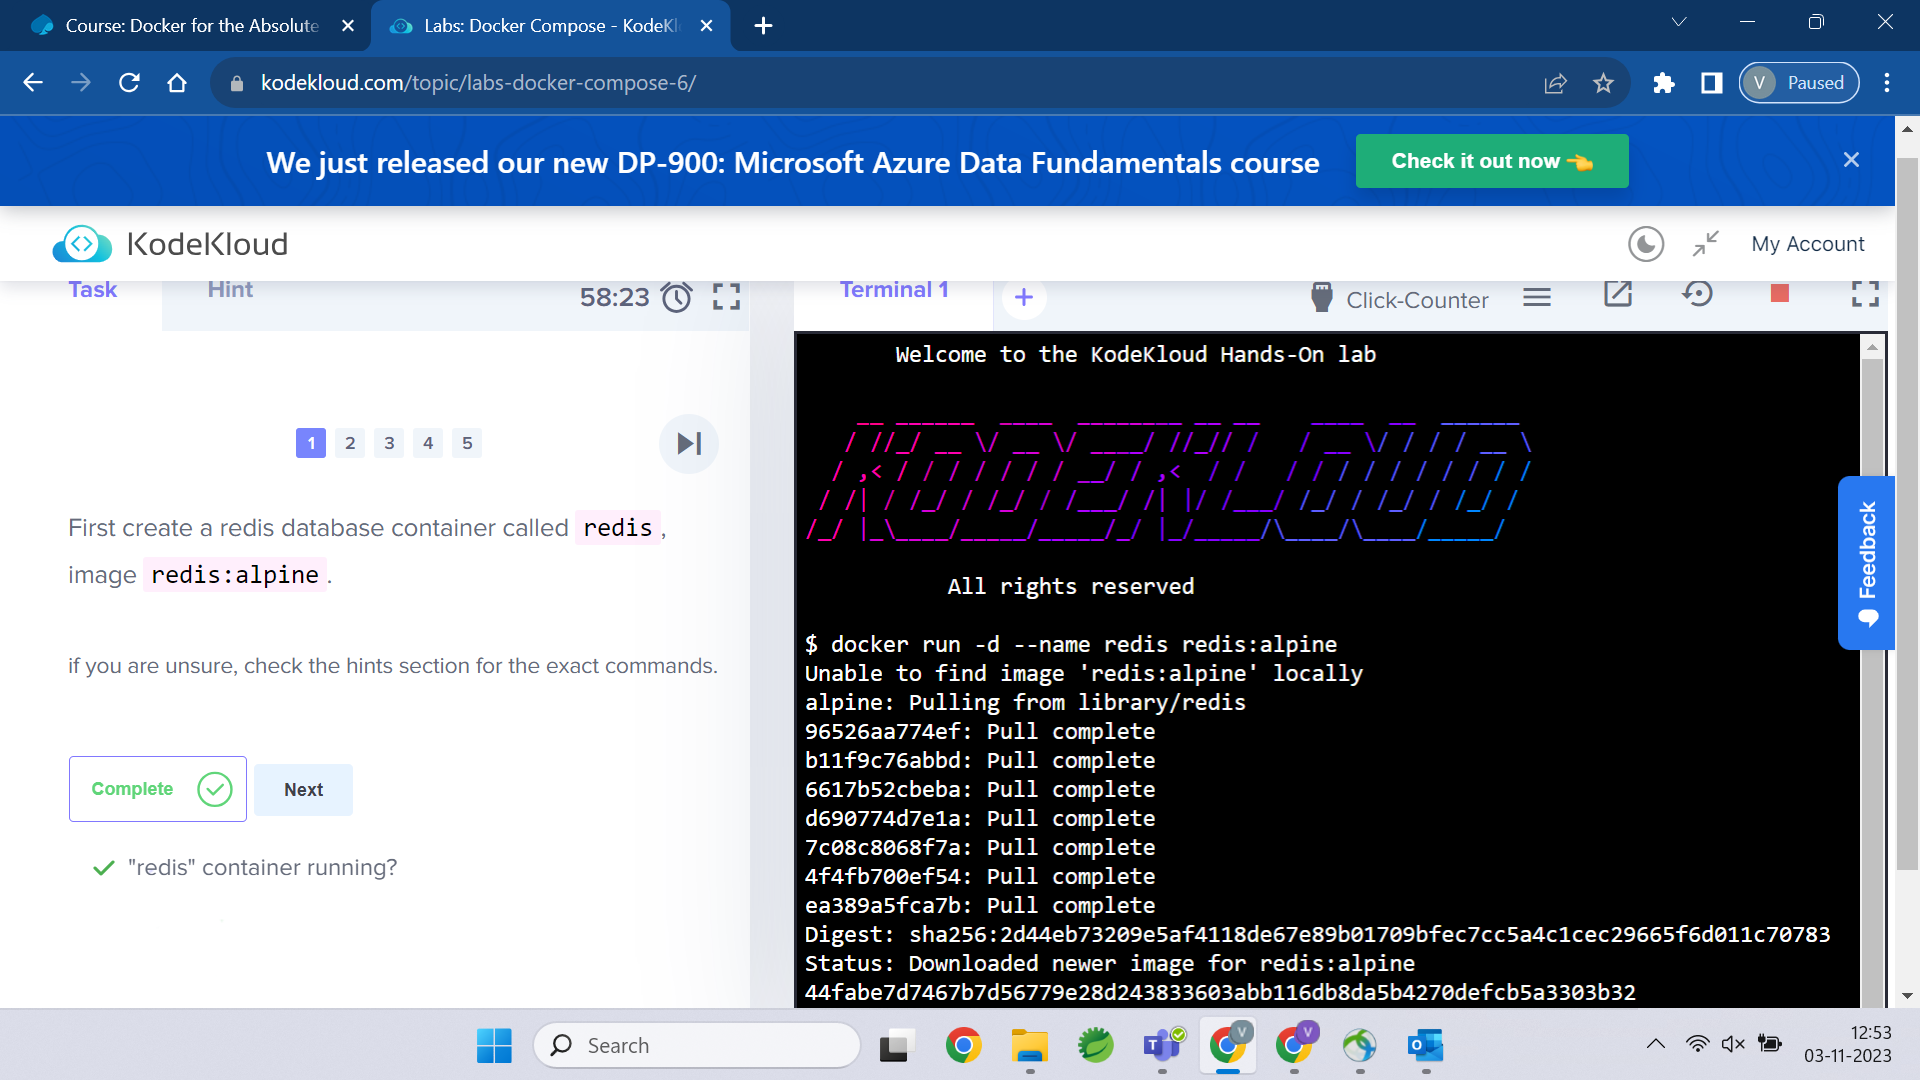 Course: Docker for the Absolute
Labs: Docker Compose - KodeKl
kodekloud.com/topic/labs-docker-compose-6/
V Paused
We just released our new DP-900: Microsoft Azure Data Fundamentals course
Check it out now 👈
KodeKloud
My Account
Task
Hint
58:23
Terminal 1
+
Click-Counter
Welcome to the KodeKloud Hands-On lab
KODEKLOUD
All rights reserved
1 2 3 4 5
First create a redis database container called redis,
image redis:alpine.
if you are unsure, check the hints section for the exact commands.
Complete
Next
"redis" container running?
$ docker run -d --name redis redis:alpine
Unable to find image 'redis:alpine' locally
alpine: Pulling from library/redis
96526aa774ef: Pull complete
b11f9c76abbd: Pull complete
6617b52cbeba: Pull complete
d690774d7e1a: Pull complete
7c08c8068f7a: Pull complete
4f4fb700ef54: Pull complete
ea389a5fca7b: Pull complete
Digest: sha256:2d44eb73209e5af4118de67e89b01709bfec7cc5a4c1cec29665f6d011c70783
Status: Downloaded newer image for redis:alpine
44fabe7d7467b7d56779e28d243833603abb116db8da5b4270defcb5a3303b32
Feedback
Search
12:53
03-11-2023